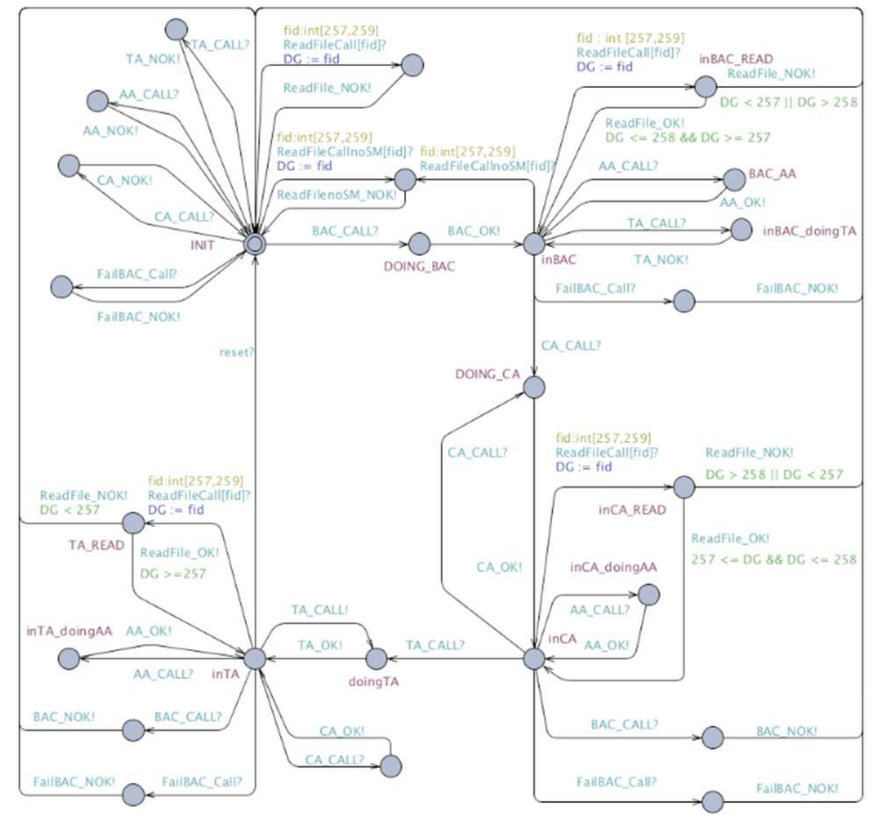 TA_CALL?
TA_NOK!
AA_CALL?
AA_NOK!
CA_NOK!
CA_CALL?
INIT
FailBAC_Call?
FailBAC_NOK!
fid:int[257,259]
ReadFileCall[fid]?
DG := fid
ReadFile_NOK!
fid:int[257,259]
ReadFileCallnoSM[fid]?
DG := fid
ReadFilenoSM_NOK!
fid:int[257,259]
ReadFileCallnoSM[fid]?
BAC_CALL?
BAC_OK!
DOING_BAC
inBAC
fid : int [257,259]
ReadFileCall[fid]?
DG := fid
inBAC_READ
ReadFile_NOK!
DG < 257 || DG > 258
ReadFile_OK!
DG <= 258 && DG >= 257
AA_CALL?
BAC_AA
AA_OK!
TA_CALL?
inBAC_doingTA
TA_NOK!
FailBAC_Call?
FailBAC_NOK!
reset?
CA_CALL?
DOING_CA
CA_CALL?
CA_OK!
fid:int[257,259]
ReadFileCall[fid]?
DG := fid
ReadFile_NOK!
DG > 258 || DG < 257
inCA_READ
ReadFile_OK!
257 <= DG && DG <= 258
inCA_doingAA
AA_CALL?
AA_OK!
inCA
fid:int[257,259]
ReadFileCall[fid]?
DG := fid
ReadFile_NOK!
DG < 257
TA_READ
ReadFile_OK!
DG >=257
inTA_doingAA
AA_OK!
AA_CALL?
inTA
TA_CALL!
TA_OK!
doingTA
TA_CALL?
BAC_NOK!
BAC_CALL?
CA_OK!
CA_CALL?
FailBAC_NOK!
FailBAC_Call?
BAC_CALL?
BAC_NOK!
FailBAC_Call?
FailBAC_NOK!